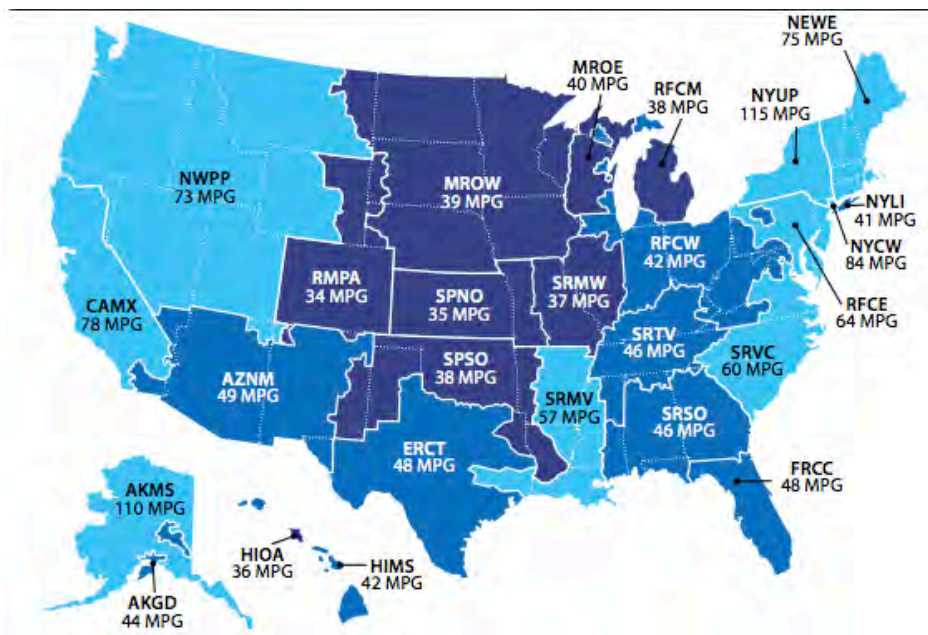 NEWE
75 MPG
MROE
40 MPG
RFCM
38 MPG
NYUP
115 MPG
NWPP
73 MPG
MROW
39 MPG
NYLI
41 MPG
NYCW
84 MPG
RFCW
42 MPG
RMPA
34 MPG
SRMW
37 MPG
SPNO
35 MPG
CAMX
78 MPG
RFCE
64 MPG
SRTV
46 MPG
SRVC
60 MPG
SPSO
38 MPG
AZNM
49 MPG
SRMV
57 MPG
SRSO
46 MPG
ERCT
48 MPG
FRCC
48 MPG
AKMS
110 MPG
HIOA
36 MPG
HIMS
42 MPG
AKGD
44 MPG